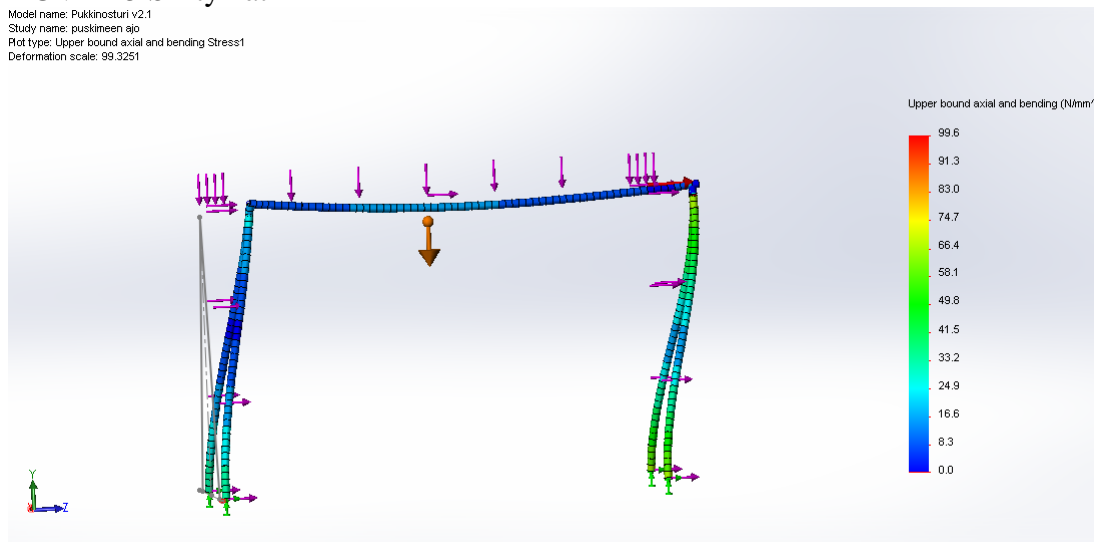 Model name: Pukkinosturi v2.1
Study name: puskimeen ajo
Plot type: Upper bound axial and bending Stress1
Deformation scale: 99.3251
Upper bound axial and bending (N/mm²
99.6
91.3
83.0
74.7
66.4
58.1
49.8
41.5
33.2
24.9
16.6
8.3
0.0
Y
Z